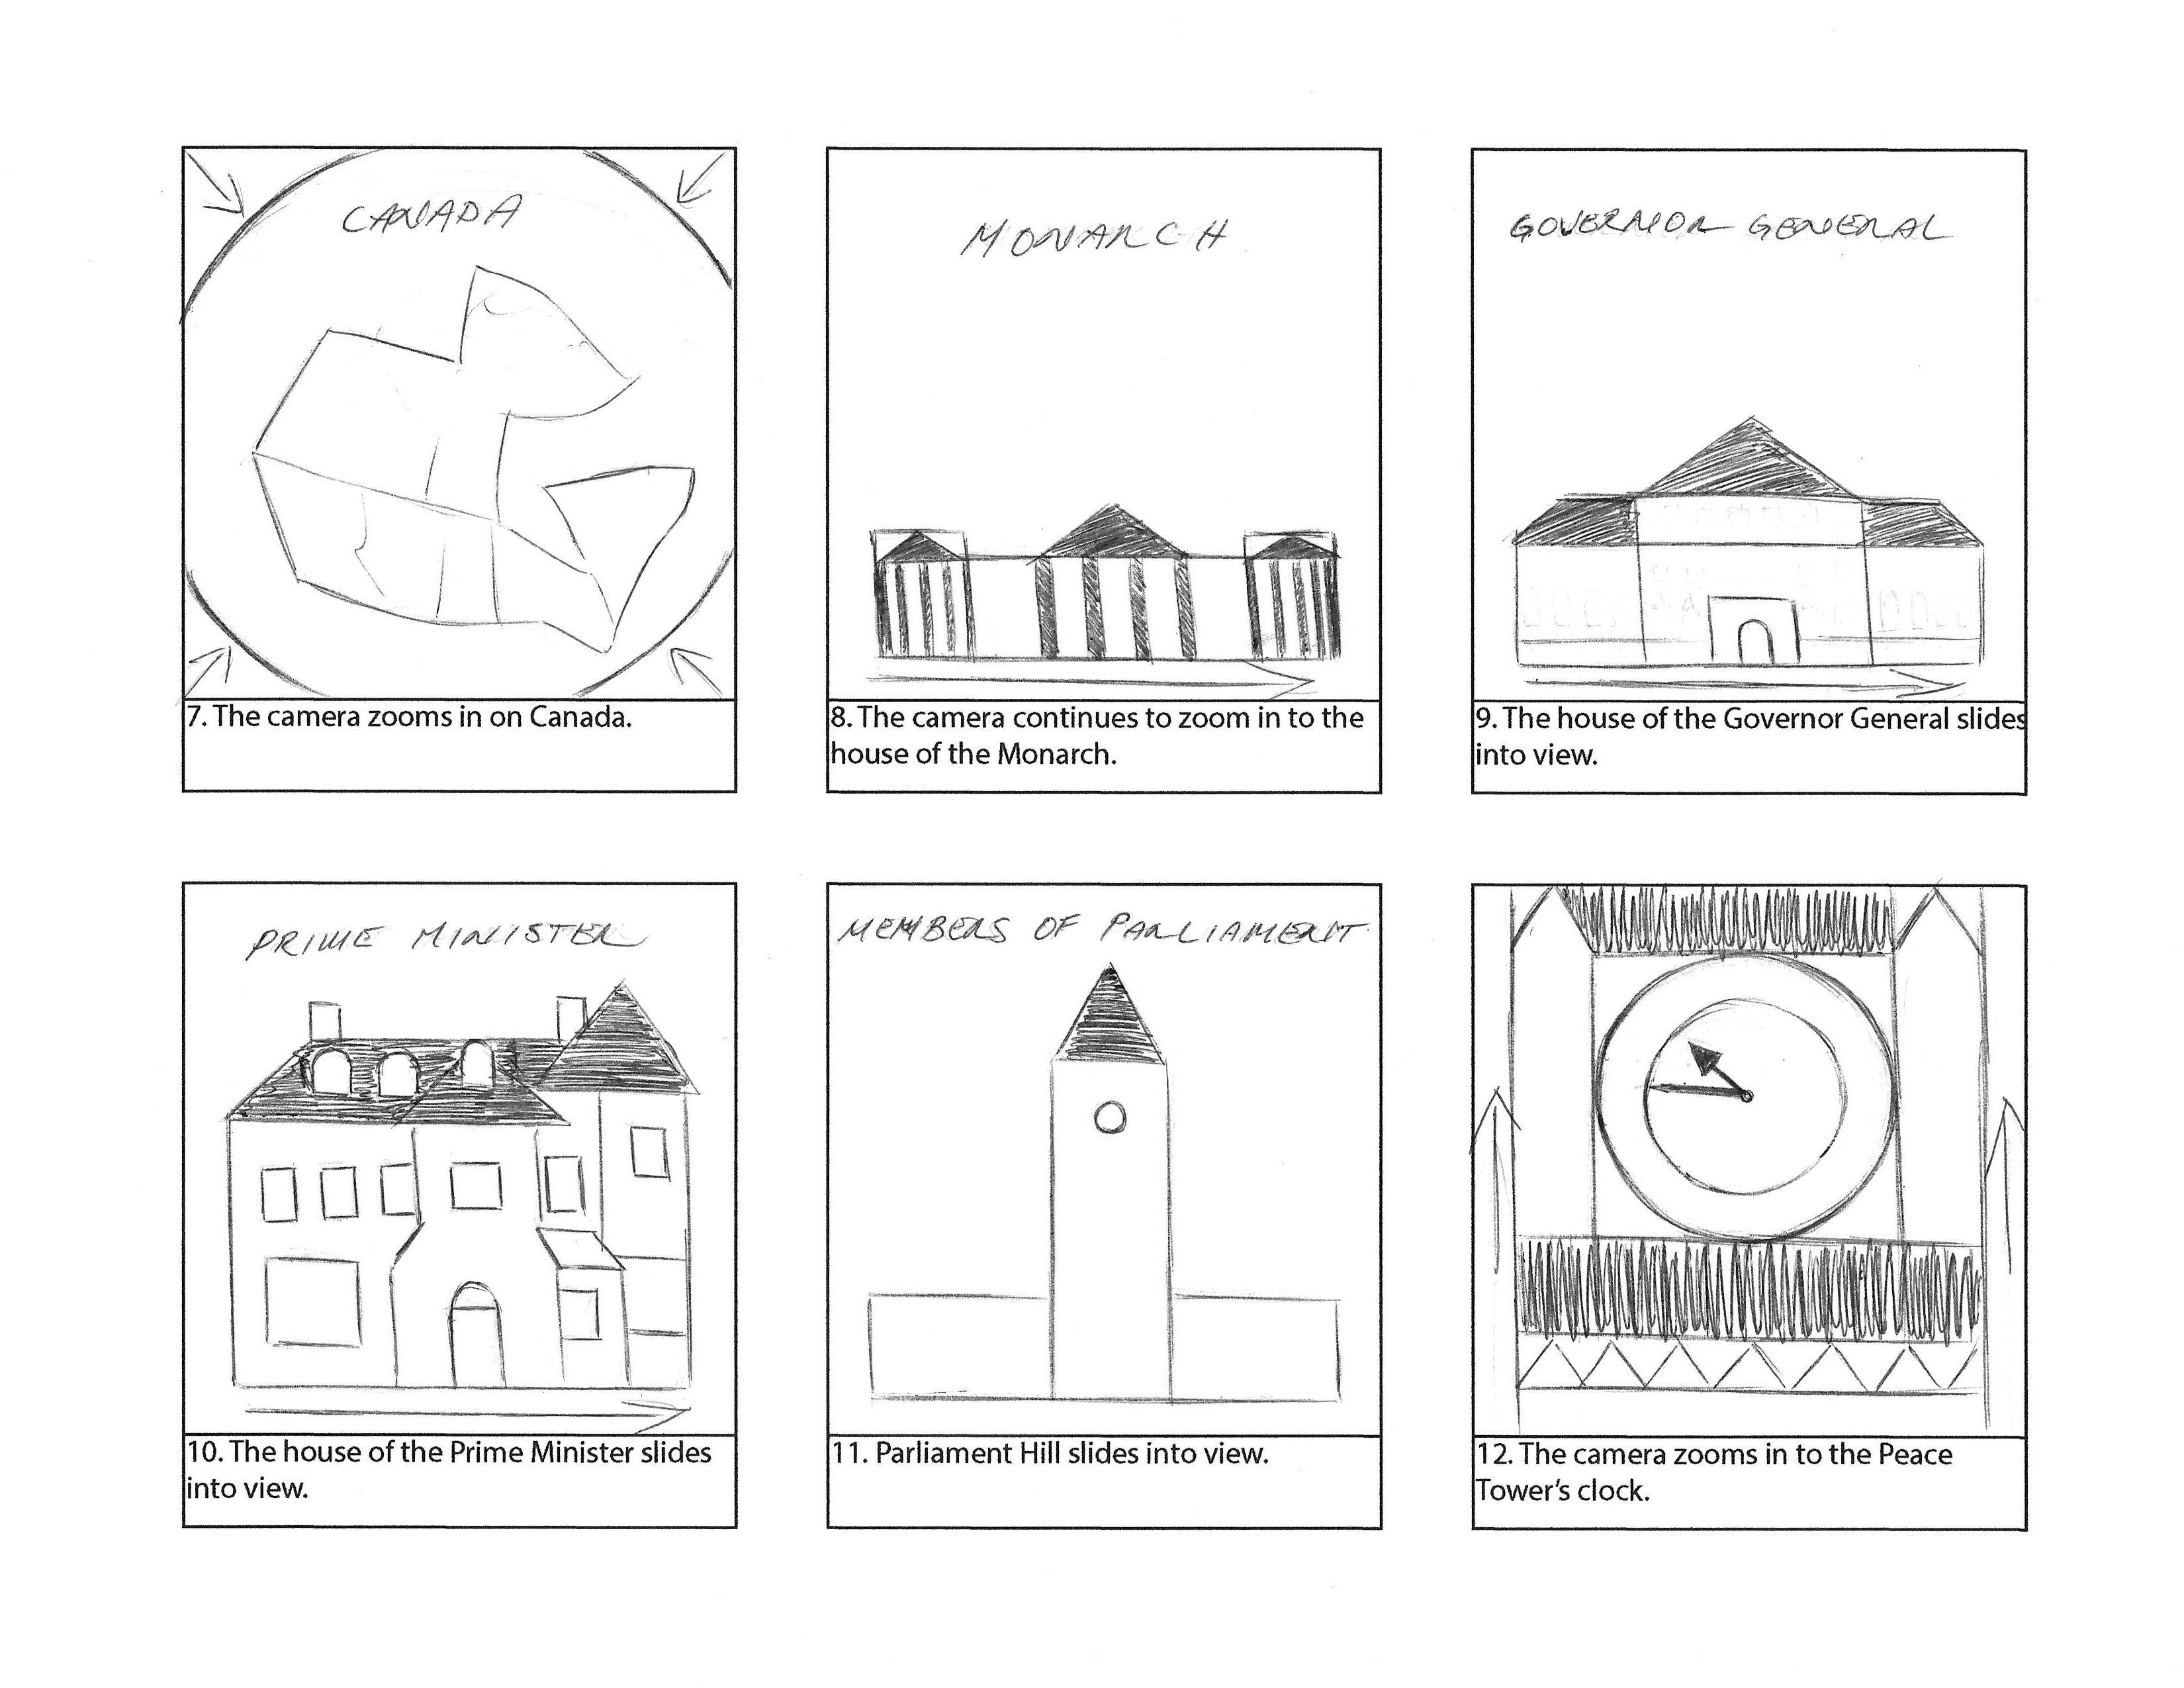 CANADA
7. The camera zooms in on Canada.
MONARCH
8. The camera continues to zoom in to the
house of the Monarch.
GOVERNOR GENERAL
9. The house of the Governor General slides
into view.
PRIME MINISTER
10. The house of the Prime Minister slides
into view.
MEMBERS OF PARLIAMENT
11. Parliament Hill slides into view.
12. The camera zooms in to the Peace
Tower's clock.